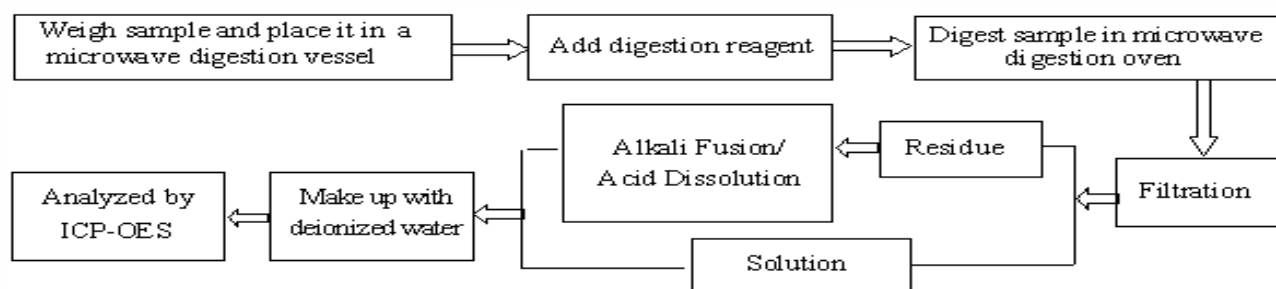 Weigh sample and place it in a
microwave digestion vessel
Add digestion reagent
Digest sample in microwave
digestion oven
Filtration
Residue
Alkali Fusion/
Acid Dissolution
Solution
Make up with
deionized water
Analyzed by
ICP-OES